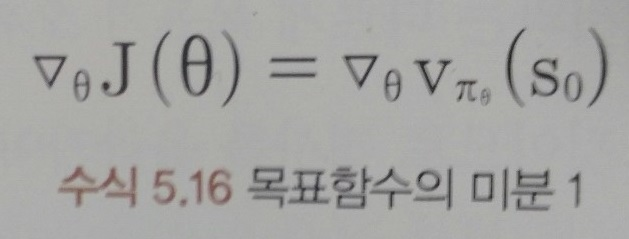 ∇θJ(θ) = ∇θvπθ(s0)
수식 5.16 목표함수의 미분 1